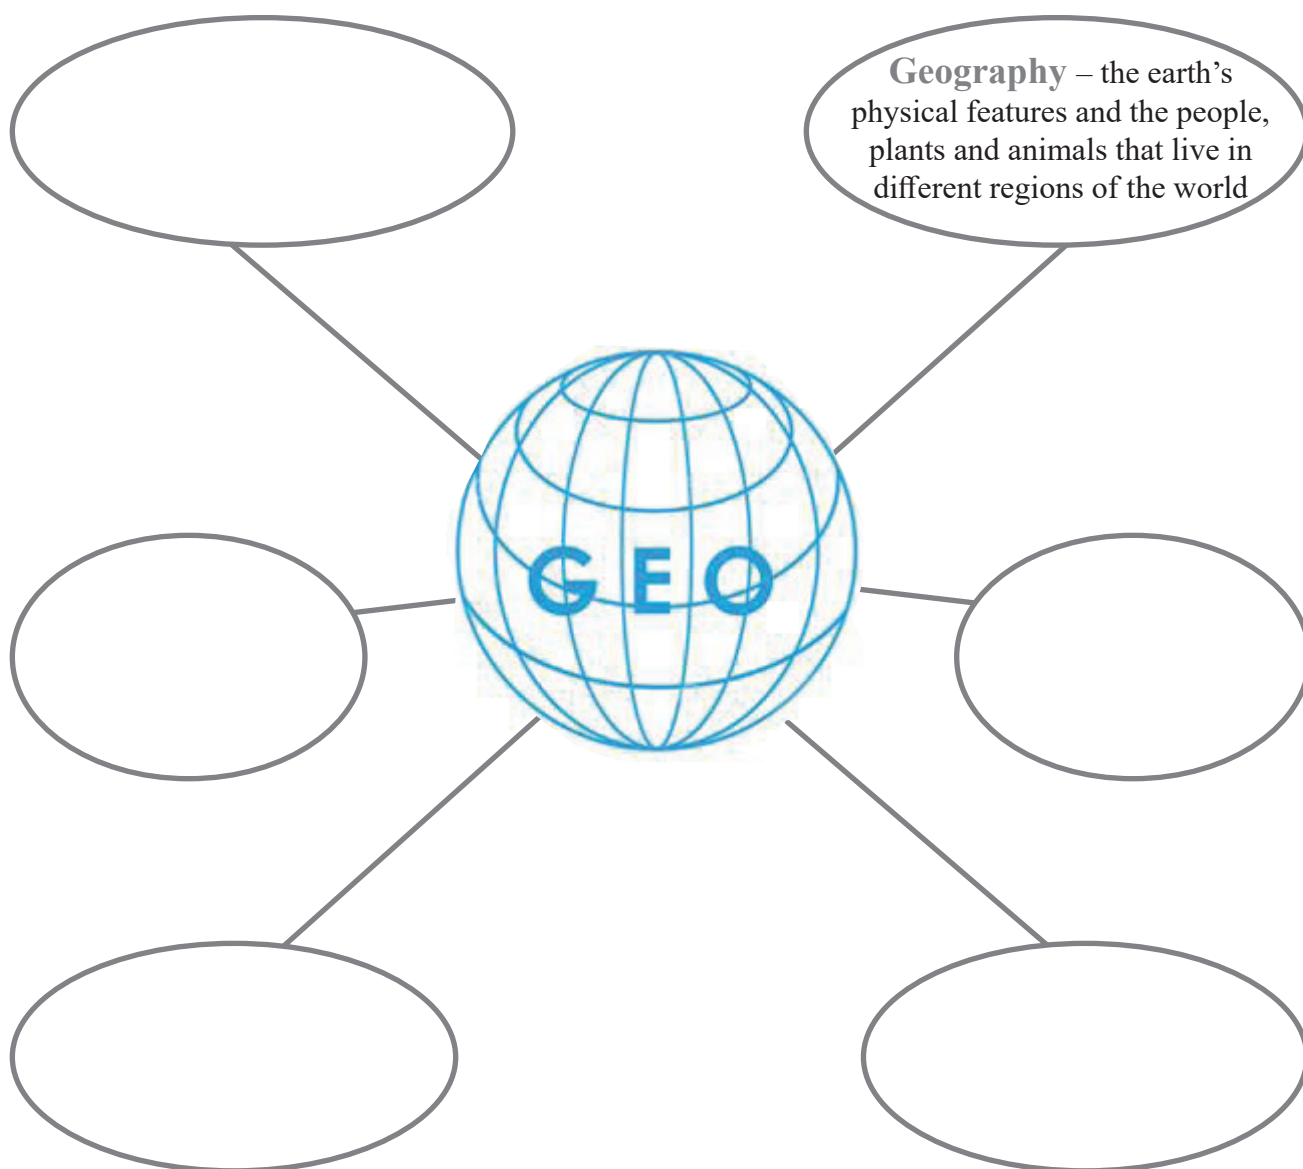 Geography – the earth’s
physical features and the people,
plants and animals that live in
different regions of the world
GEO